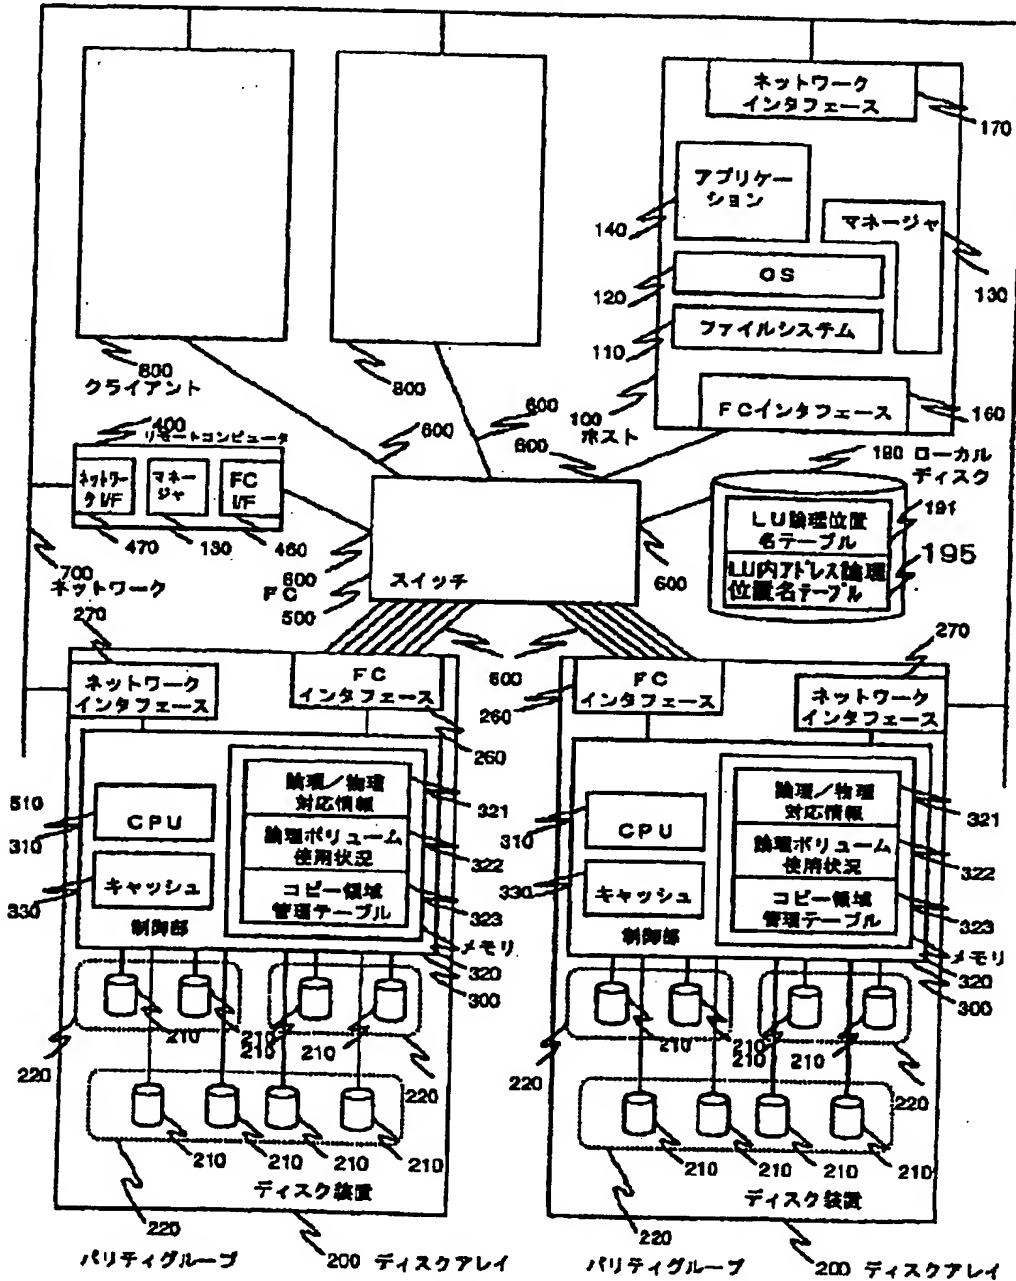 ネットワーク
インタフェース
170
アプリケー
ション
140
マネージャ
130
OS
120
ファイルシステム
110
FCインタフェース
160
100
ホスト
800
クライアント
800
600
600
600
400
リモートコンピュータ
ネットワー
クI/F
マネー
ジャ
FC
I/F
470
130
460
700
ネットワーク
600
FC
500
スイッチ
600
180 ローカル
ディスク
LU論理位置
名テーブル
191
LU内アドレス論理
位置名テーブル
195
270
ネットワーク
インタフェース
FC
インタフェース
260
600
510
310
CPU
330
キャッシュ
制御部
論理/物理
対応情報
321
論理ボリューム
使用状況
322
コピー領域
管理テーブル
323
メモリ
320
300
210
210
210
210
220
220
210
210
210
210
ディスク装置
220
パリティグループ
200 ディスクアレイ
270
FC
インタフェース
260
ネットワーク
インタフェース
310
CPU
330
キャッシュ
制御部
論理/物理
対応情報
321
論理ボリューム
使用状況
322
コピー領域
管理テーブル
323
メモリ
320
300
210
210
210
210
220
220
210
210
210
210
ディスク装置
220
パリティグループ
200 ディスクアレイ